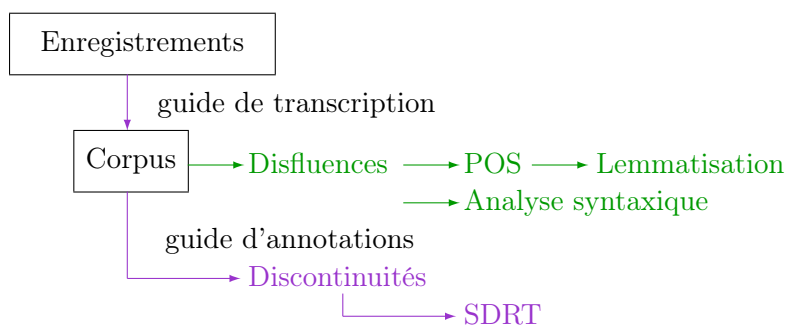 Enregistrements
guide de transcription
Corpus
Disfluences
POS
Lemmatisation
Analyse syntaxique
guide d'annotations
Discontinuités
SDRT